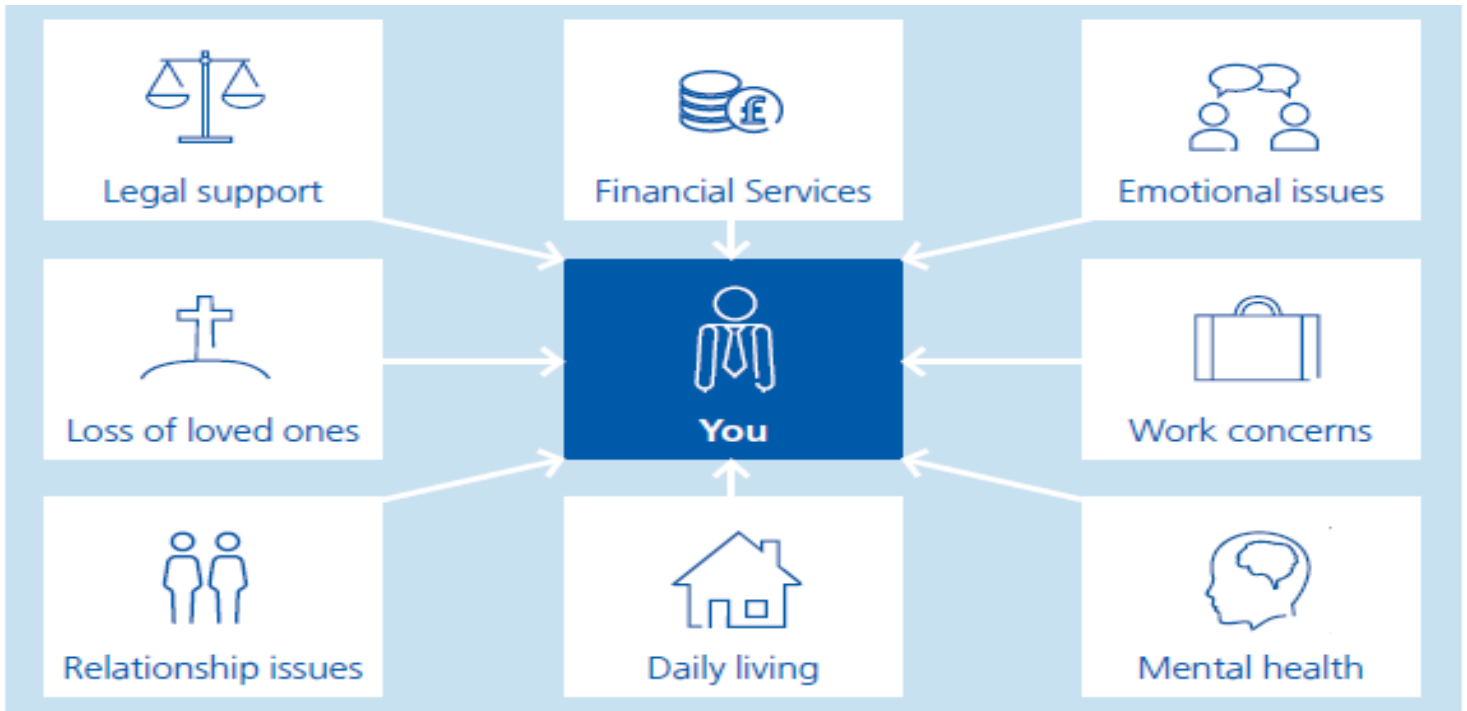 £
Legal support
Financial Services
Emotional issues
Loss of loved ones
You
Work concerns
Relationship issues
Daily living
Mental health